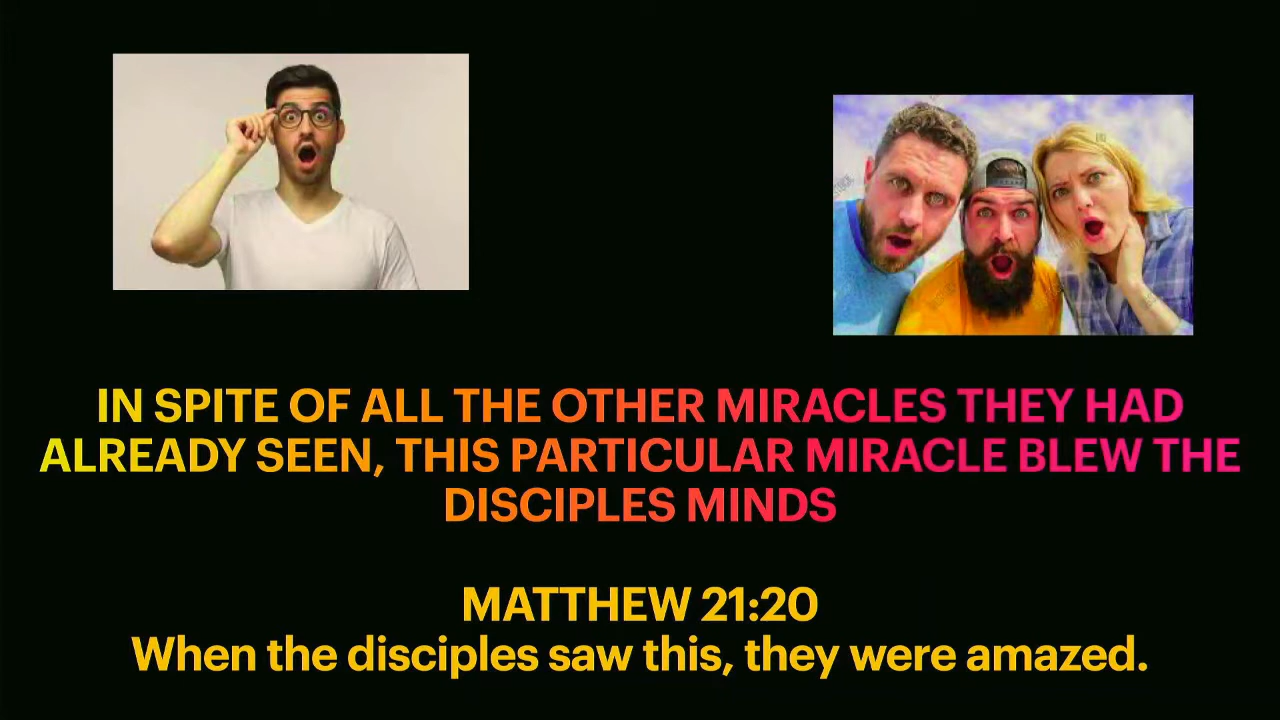 IN SPITE OF ALL THE OTHER MIRACLES THEY HAD
ALREADY SEEN, THIS PARTICULAR MIRACLE BLEW THE
DISCIPLES MINDS
MATTHEW 21:20
When the disciples saw this, they were amazed.